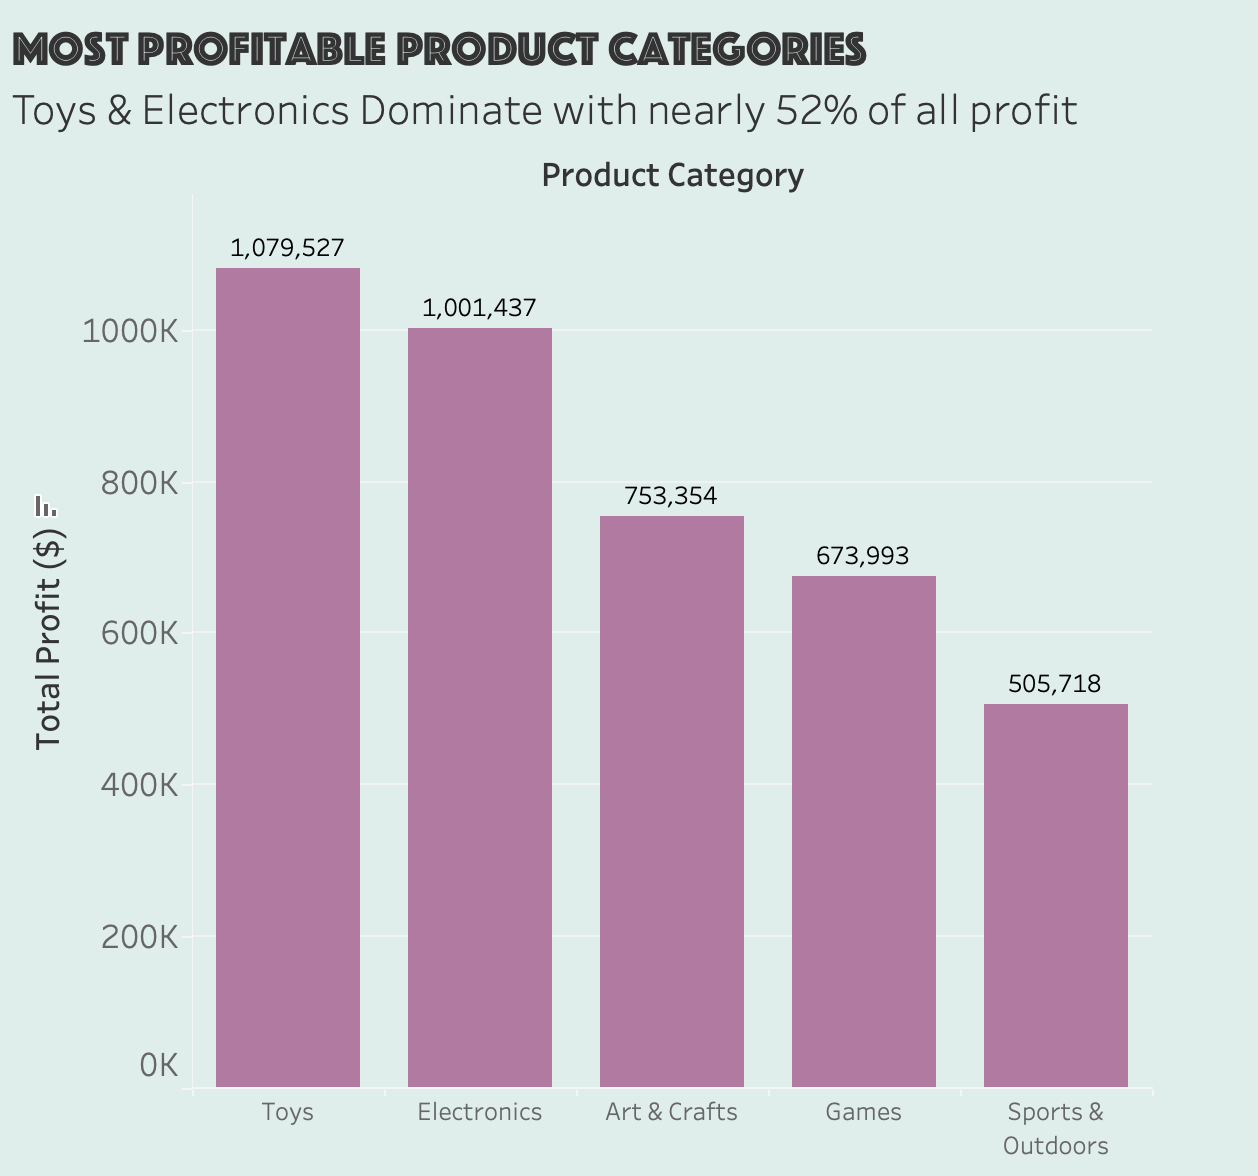 MOST PROFITABLE PRODUCT CATEGORIES
Toys & Electronics Dominate with nearly 52% of all profit
Product Category
1,079,527
1,001,437
1000K
800K
753,354
673,993
Total Profit ($)
600K
505,718
400K
200K
0K
Toys
Electronics
Art & Crafts
Games
Sports &
Outdoors